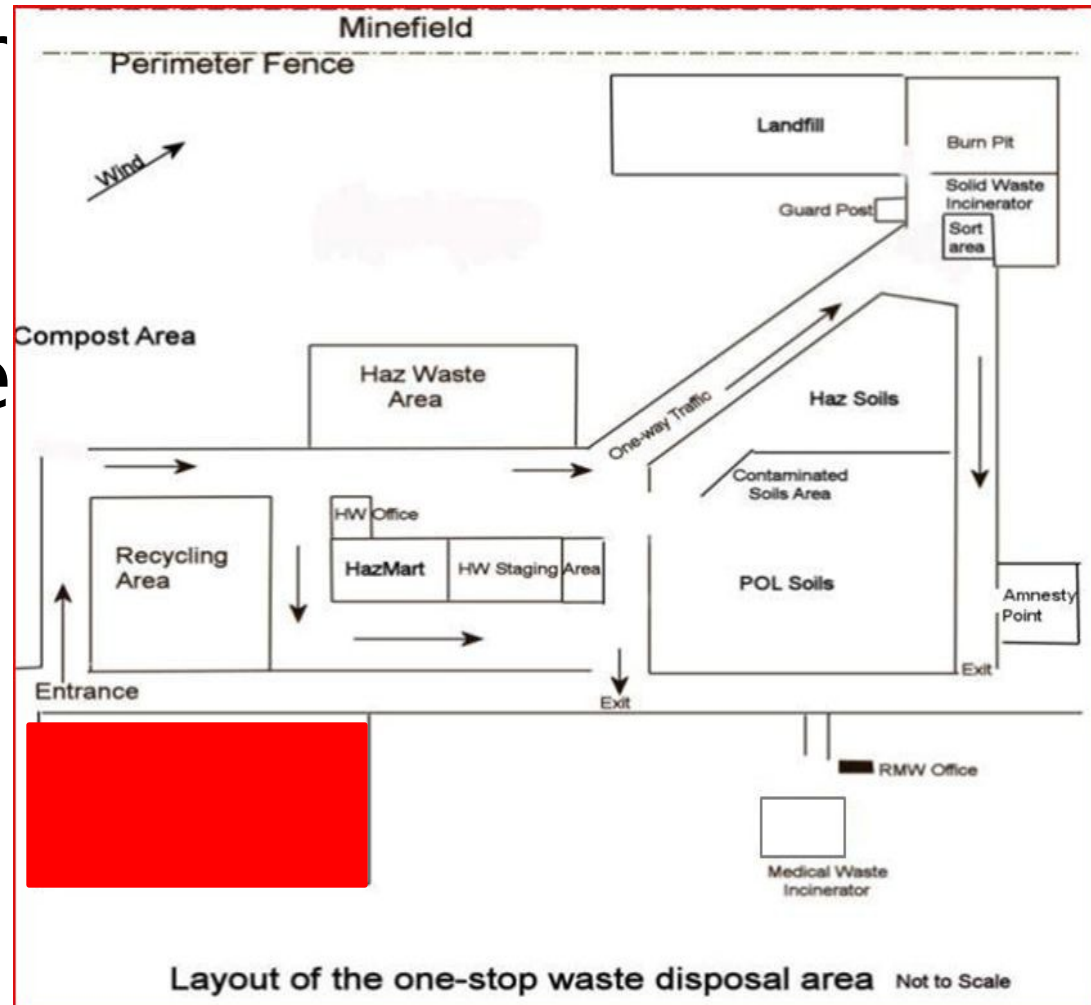 Minefield
Perimeter Fence
Wind
Landfill
Burn Pit
Solid Waste
Incinerator
Guard Post
Sort
area
Compost Area
Haz Waste
Area
One-way Traffic
Haz Soils
Contaminated
Soils Area
HW Office
Recycling
Area
HazMart
HW Staging Area
POL Soils
Amnesty
Point
Entrance
Exit
Exit
RMW Office
Medical Waste
Incinerator
Layout of the one-stop waste disposal area Not to Scale